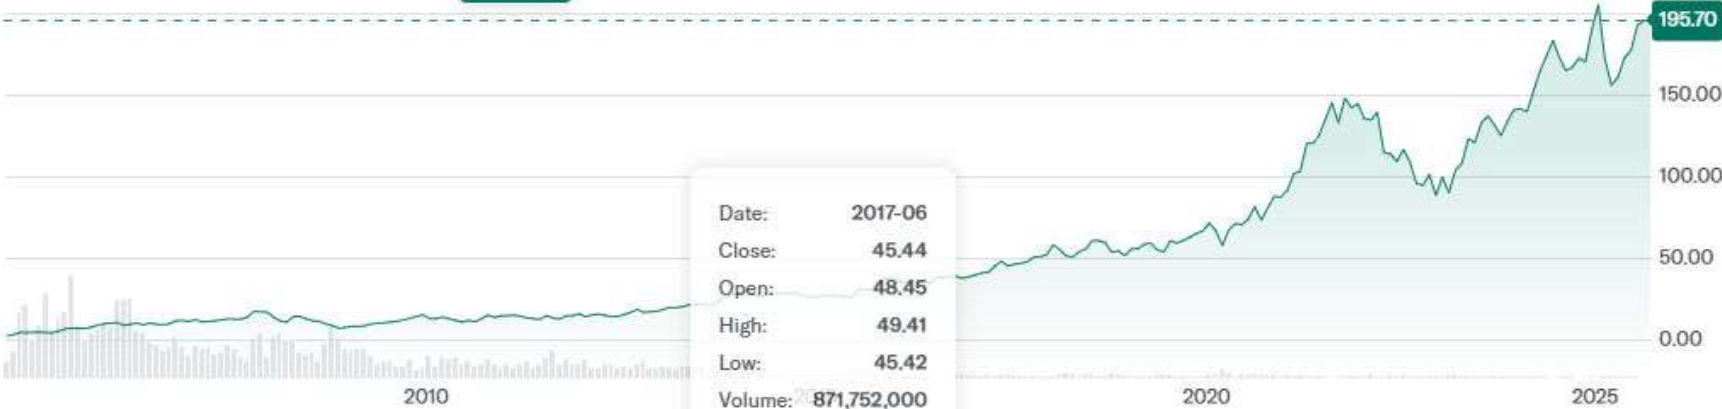 195.70
150.00
100.00
50.00
0.00
Date: 2017-06
Close: 45.44
Open: 48.45
High: 49.41
Low: 45.42
Volume: 871,752,000
2010
2020
2025